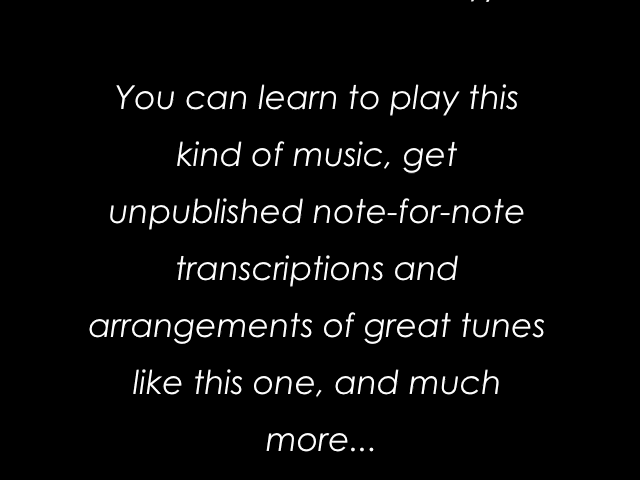 You can learn to play this
kind of music, get
unpublished note-for-note
transcriptions and
arrangements of great tunes
like this one, and much
more...